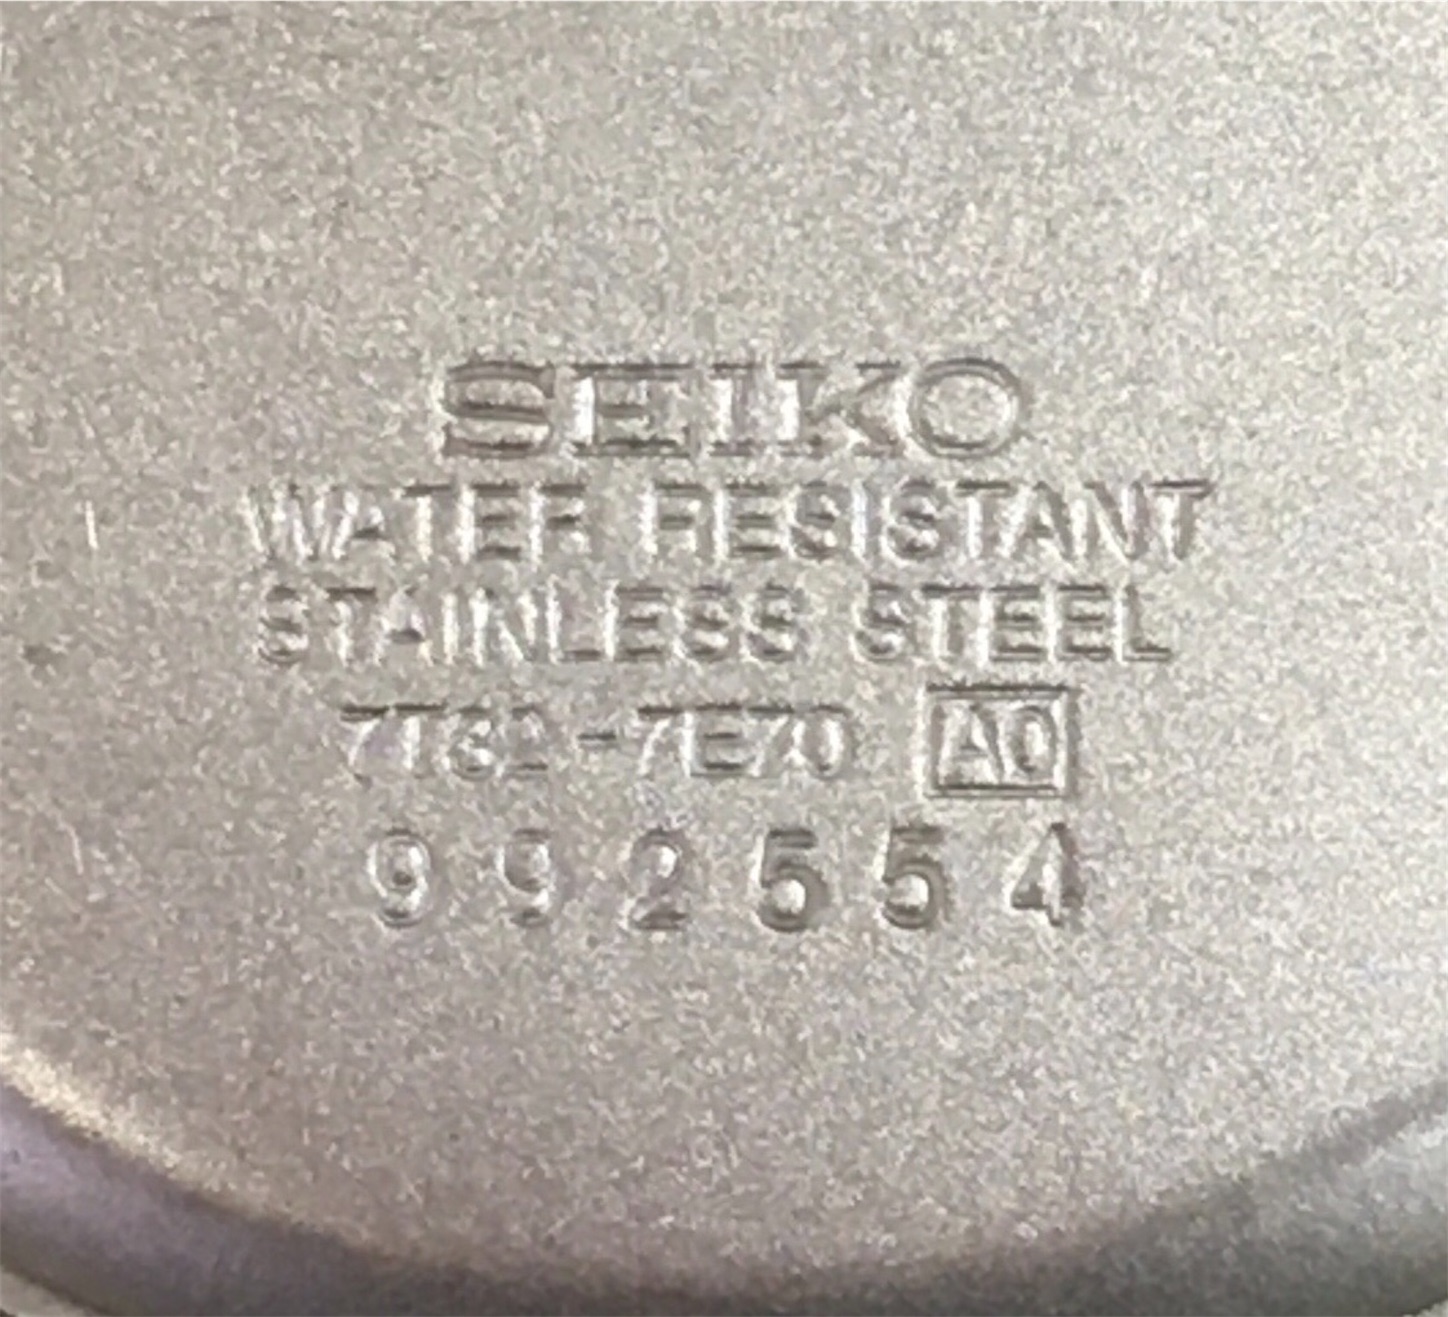 SEIKO
WATER RESISTANT
STAINLESS STEEL
7T32-7E70 A0
992554